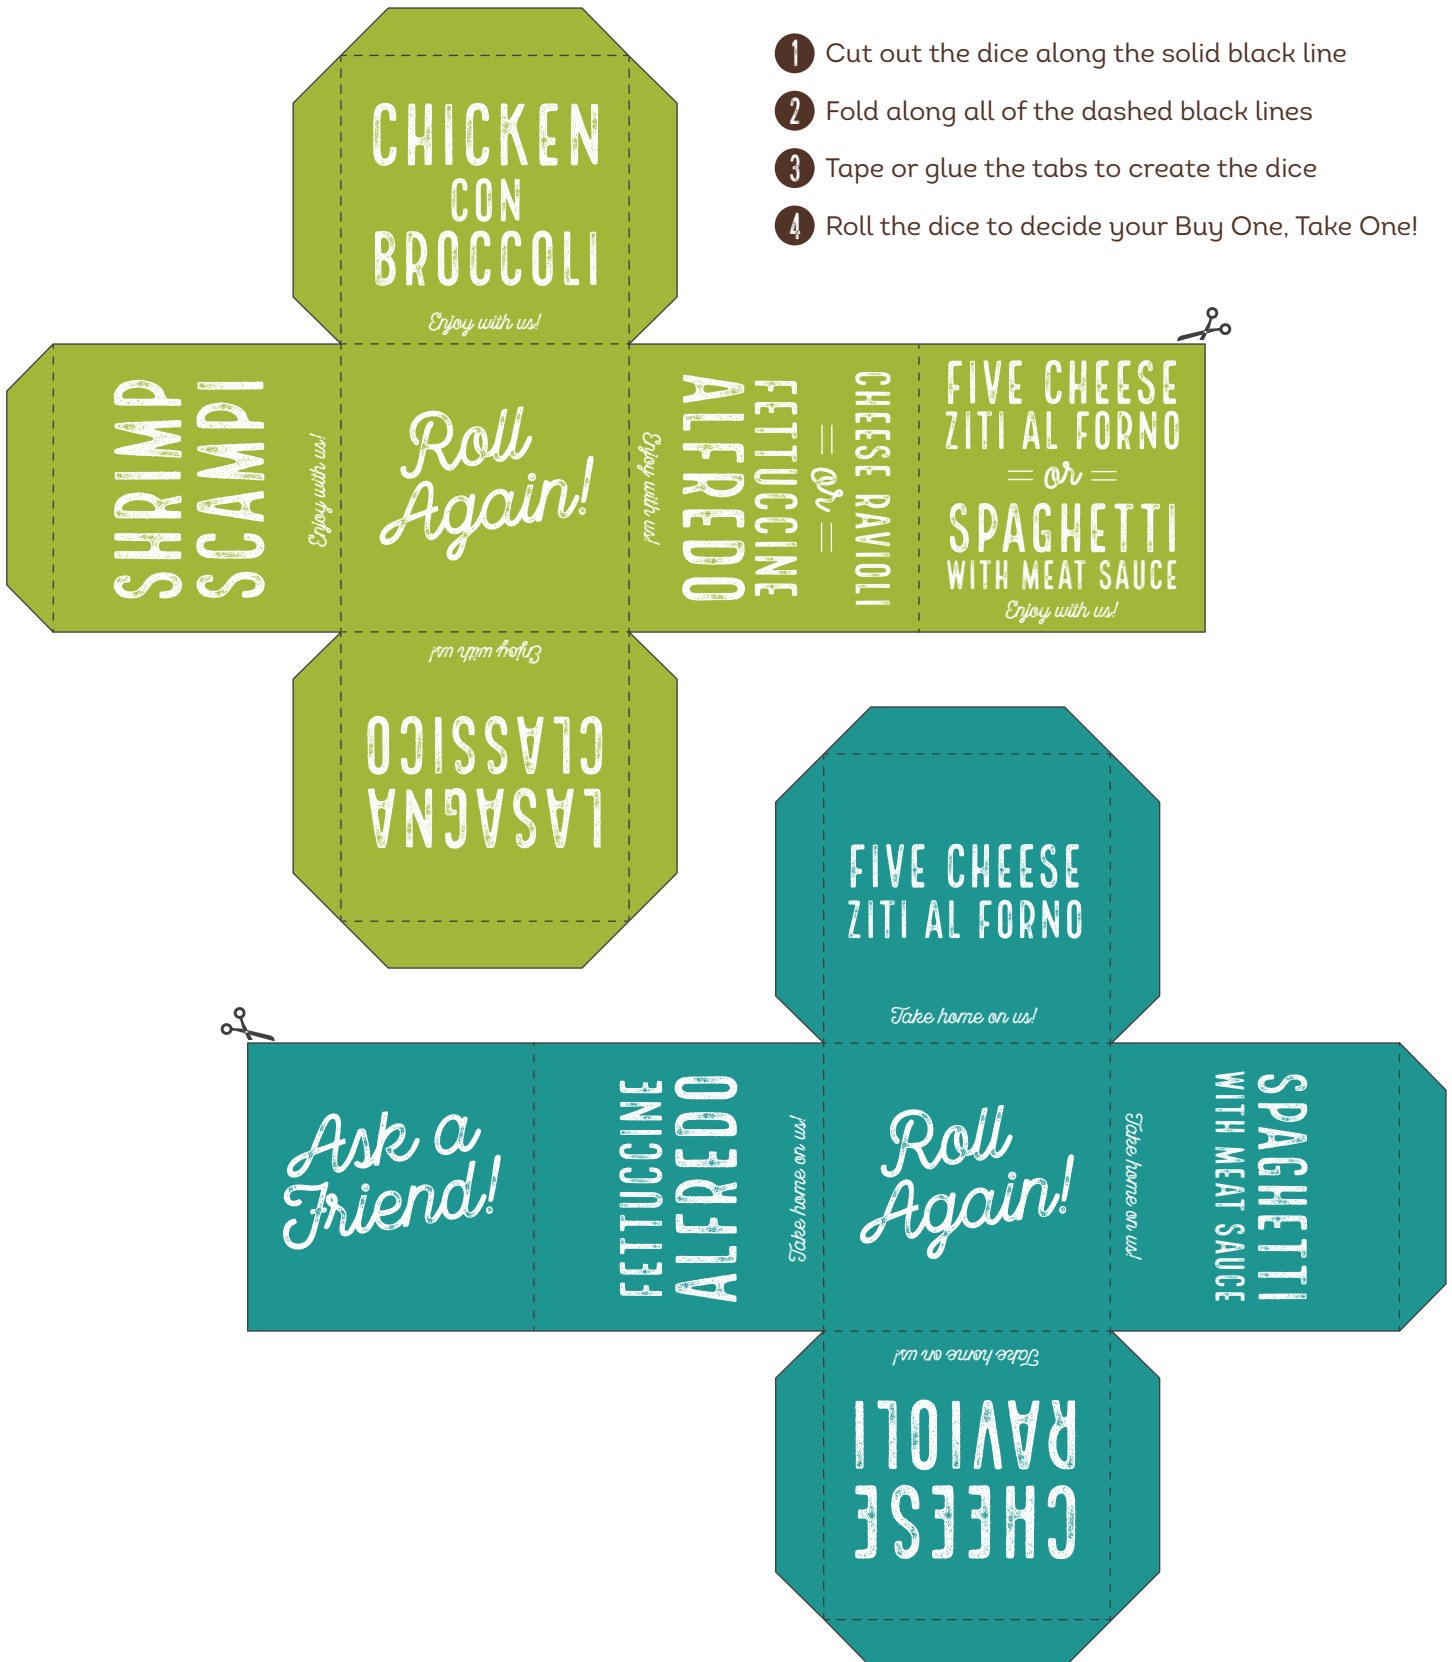 1 Cut out the dice along the solid black line
2 Fold along all of the dashed black lines
3 Tape or glue the tabs to create the dice
4 Roll the dice to decide your Buy One, Take One!
CHICKEN
CON
BROCCOLI
Enjoy with us!
SHRIMP
SCAMPI
Enjoy with us!
Roll
Again!
CHEESE RAVIOLI
or
FETTUCCINE
ALFREDO
Enjoy with us!
FIVE CHEESE
ZITI AL FORNO
or
SPAGHETTI
WITH MEAT SAUCE
Enjoy with us!
LASAGNA
CLASSICO
Enjoy with us!
FIVE CHEESE
ZITI AL FORNO
Take home on us!
Ask a
Friend!
FETTUCCINE
ALFREDO
Take home on us!
Roll
Again!
SPAGHETTI
WITH MEAT SAUCE
Take home on us!
CHEESE
RAVIOLI
Take home on us!